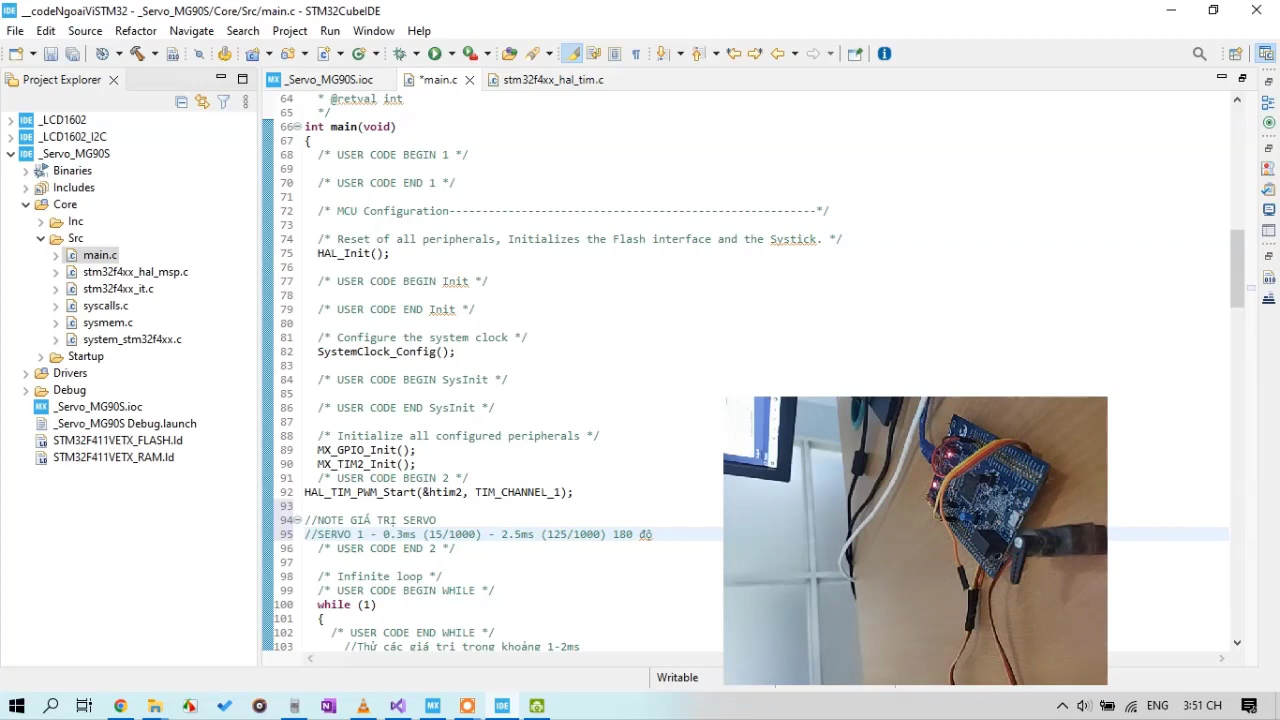 __codeNgoaiViSTM32 - _Servo_MG90S/Core/Src/main.c - STM32CubeIDE
File Edit Source Refactor Navigate Search Project Run Window Help
Project Explorer
_Servo_MG90S.ioc
*main.c
stm32f4xx_hal_tim.c
_LCD1602
_LCD1602_I2C
_Servo_MG90S
Binaries
Includes
Core
Inc
Src
main.c
stm32f4xx_hal_msp.c
stm32f4xx_it.c
syscalls.c
sysmem.c
system_stm32f4xx.c
Startup
Drivers
Debug
_Servo_MG90S.ioc
_Servo_MG90S Debug.launch
STM32F411VETX_FLASH.ld
STM32F411VETX_RAM.ld
64 * @retval int
65 */
66 int main(void)
67 {
68 /* USER CODE BEGIN 1 */
69
70 /* USER CODE END 1 */
71
72 /* MCU Configuration--------------------------------------------------------*/
73
74 /* Reset of all peripherals, Initializes the Flash interface and the Systick. */
75 HAL_Init();
76
77 /* USER CODE BEGIN Init */
78
79 /* USER CODE END Init */
80
81 /* Configure the system clock */
82 SystemClock_Config();
83
84 /* USER CODE BEGIN SysInit */
85
86 /* USER CODE END SysInit */
87
88 /* Initialize all configured peripherals */
89 MX_GPIO_Init();
90 MX_TIM2_Init();
91 /* USER CODE BEGIN 2 */
92 HAL_TIM_PWM_Start(&htim2, TIM_CHANNEL_1);
93
94 //NOTE GIÁ TRỊ SERVO
95 //SERVO 1 - 0.3ms (15/1000) - 2.5ms (125/1000) 180 độ
96 /* USER CODE END 2 */
97
98 /* Infinite loop */
99 /* USER CODE BEGIN WHILE */
100 while (1)
101 {
102 /* USER CODE END WHILE */
103 //Thử các giá trị trong khoảng 1-2ms
Writable
ENG 3:51 CH